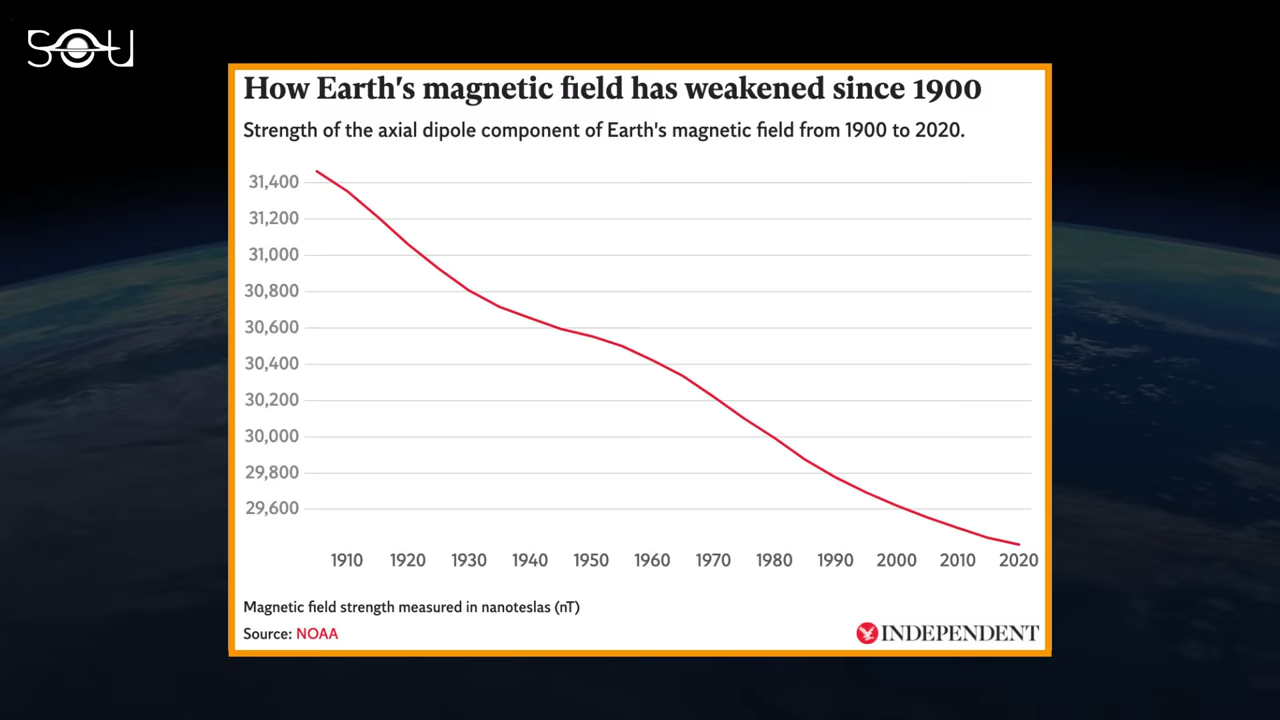 SOU
How Earth's magnetic field has weakened since 1900
Strength of the axial dipole component of Earth's magnetic field from 1900 to 2020.
31,400
31,200
31,000
30,800
30,600
30,400
30,200
30,000
29,800
29,600
1910 1920 1930 1940 1950 1960 1970 1980 1990 2000 2010 2020
Magnetic field strength measured in nanoteslas (nT)
Source: NOAA
INDEPENDENT